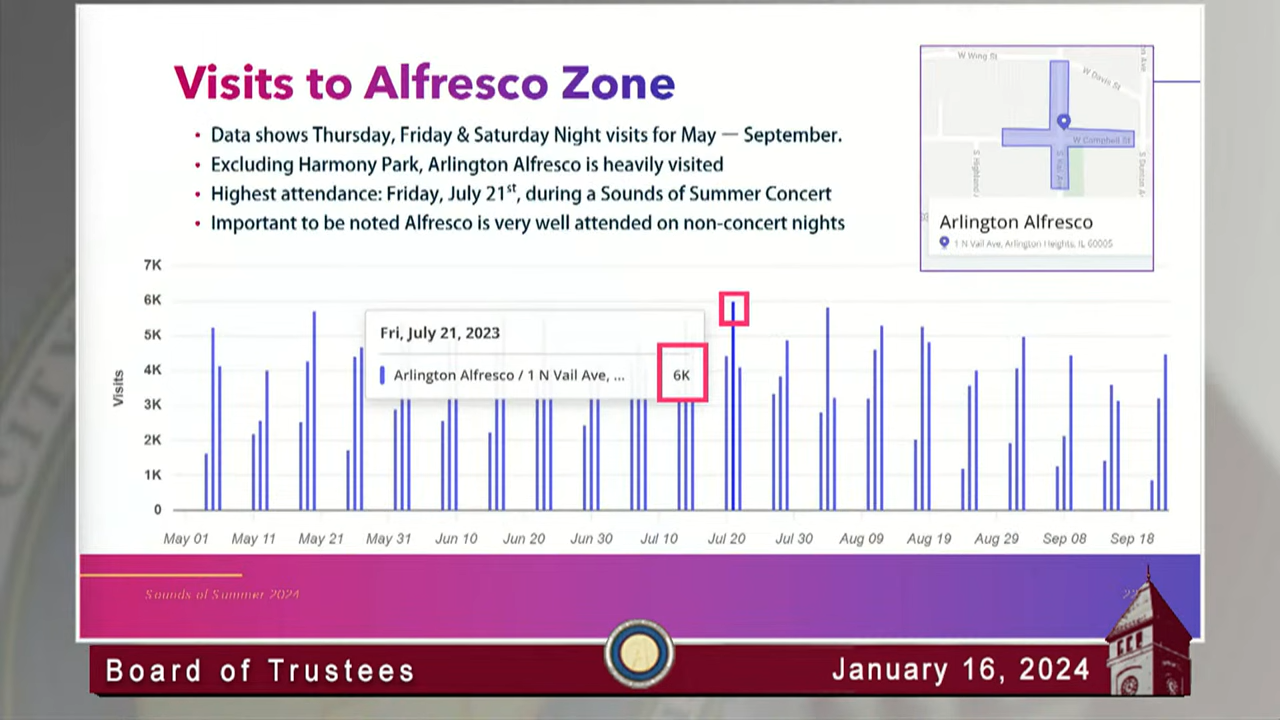 Visits to Alfresco Zone
• Data shows Thursday, Friday & Saturday Night visits for May — September.
• Excluding Harmony Park, Arlington Alfresco is heavily visited
• Highest attendance: Friday, July 21st, during a Sounds of Summer Concert
• Important to be noted Alfresco is very well attended on non-concert nights
W Wing St
W Davis St
W Campbell St
S Vail Ave
S Highland
Arlington Alfresco
1 N Vail Ave, Arlington Heights, IL 60005
7K
6K
5K
4K
3K
2K
1K
0
Visits
Fri, July 21, 2023
Arlington Alfresco / 1 N Vail Ave, ... 6K
May 01 May 11 May 21 May 31 Jun 10 Jun 20 Jun 30 Jul 10 Jul 20 Jul 30 Aug 09 Aug 19 Aug 29 Sep 08 Sep 18
Sounds of Summer 2024
Board of Trustees
January 16, 2024